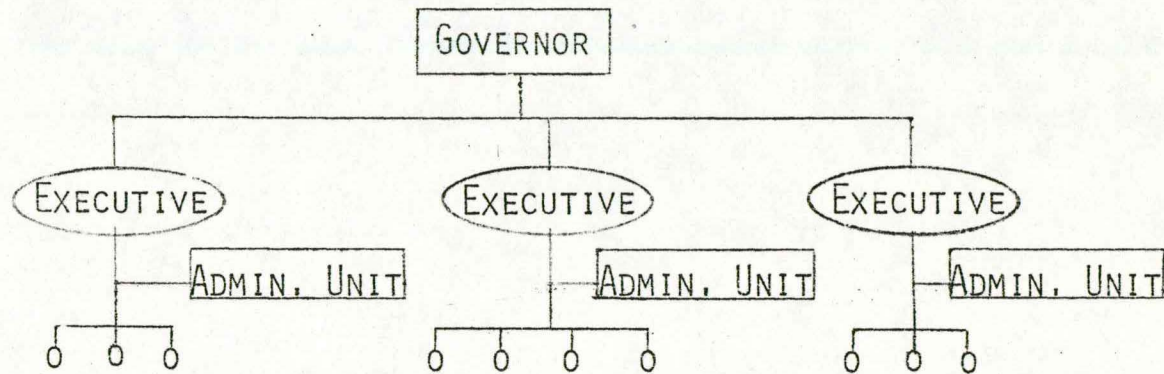 GOVERNOR
EXECUTIVE EXECUTIVE EXECUTIVE
ADMIN. UNIT ADMIN. UNIT ADMIN. UNIT
O O O O O O O O O O